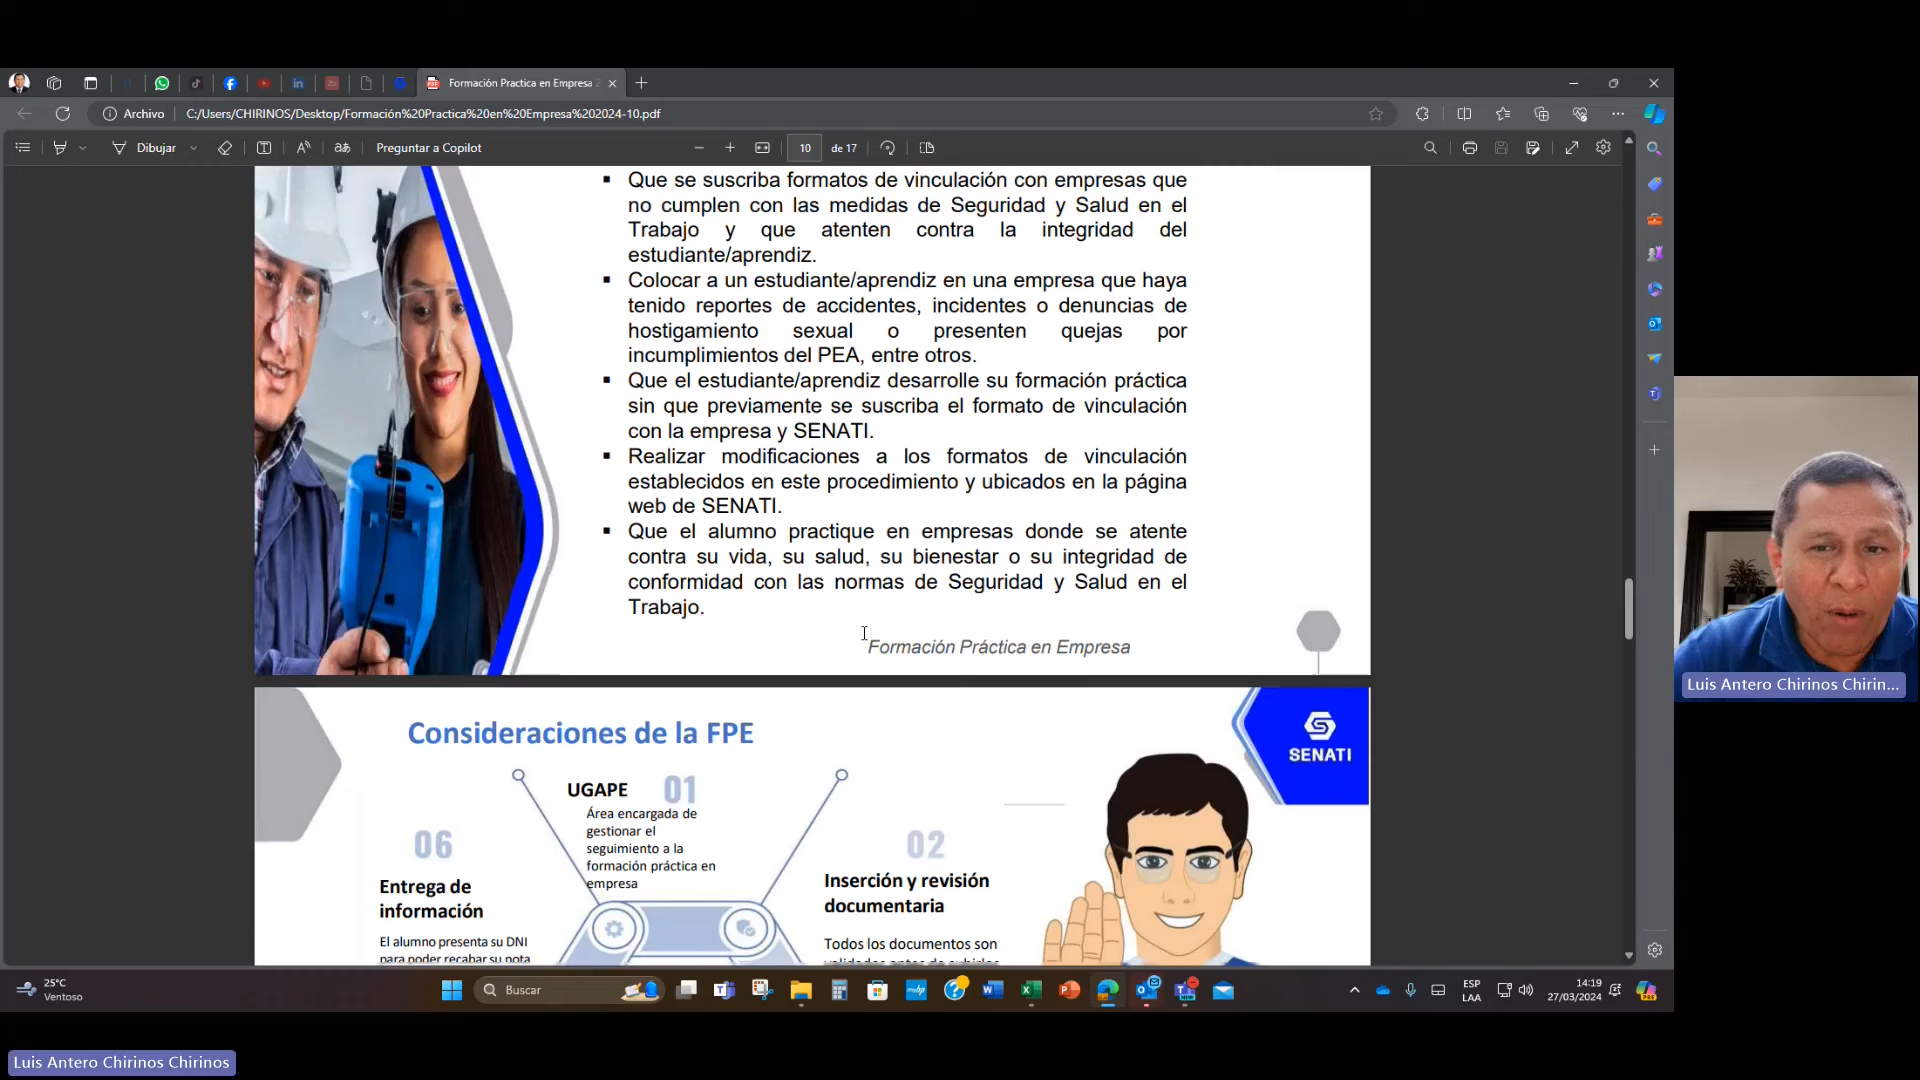 Formación Practica en Empresa 2
Archivo
C:/Users/CHIRINOS/Desktop/Formación%20Practica%20en%20Empresa%202024-10.pdf
Dibujar
Preguntar a Copilot
10
de 17
▪ Que se suscriba formatos de vinculación con empresas que
no cumplen con las medidas de Seguridad y Salud en el
Trabajo y que atenten contra la integridad del
estudiante/aprendiz.
▪ Colocar a un estudiante/aprendiz en una empresa que haya
tenido reportes de accidentes, incidentes o denuncias de
hostigamiento sexual o presenten quejas por
incumplimientos del PEA, entre otros.
▪ Que el estudiante/aprendiz desarrolle su formación práctica
sin que previamente se suscriba el formato de vinculación
con la empresa y SENATI.
▪ Realizar modificaciones a los formatos de vinculación
establecidos en este procedimiento y ubicados en la página
web de SENATI.
▪ Que el alumno practique en empresas donde se atente
contra su vida, su salud, su bienestar o su integridad de
conformidad con las normas de Seguridad y Salud en el
Trabajo.
Formación Práctica en Empresa
Consideraciones de la FPE
SENATI
UGAPE 01
Área encargada de
gestionar el
seguimiento a la
formación práctica en
empresa
06
Entrega de
información
El alumno presenta su DNI
para poder recabar su nota
02
Inserción y revisión
documentaria
Todos los documentos son
validados antes de subirlos
Luis Antero Chirinos Chirin...
25°C
Ventoso
Buscar
ESP
LAA
14:19
27/03/2024
Luis Antero Chirinos Chirinos